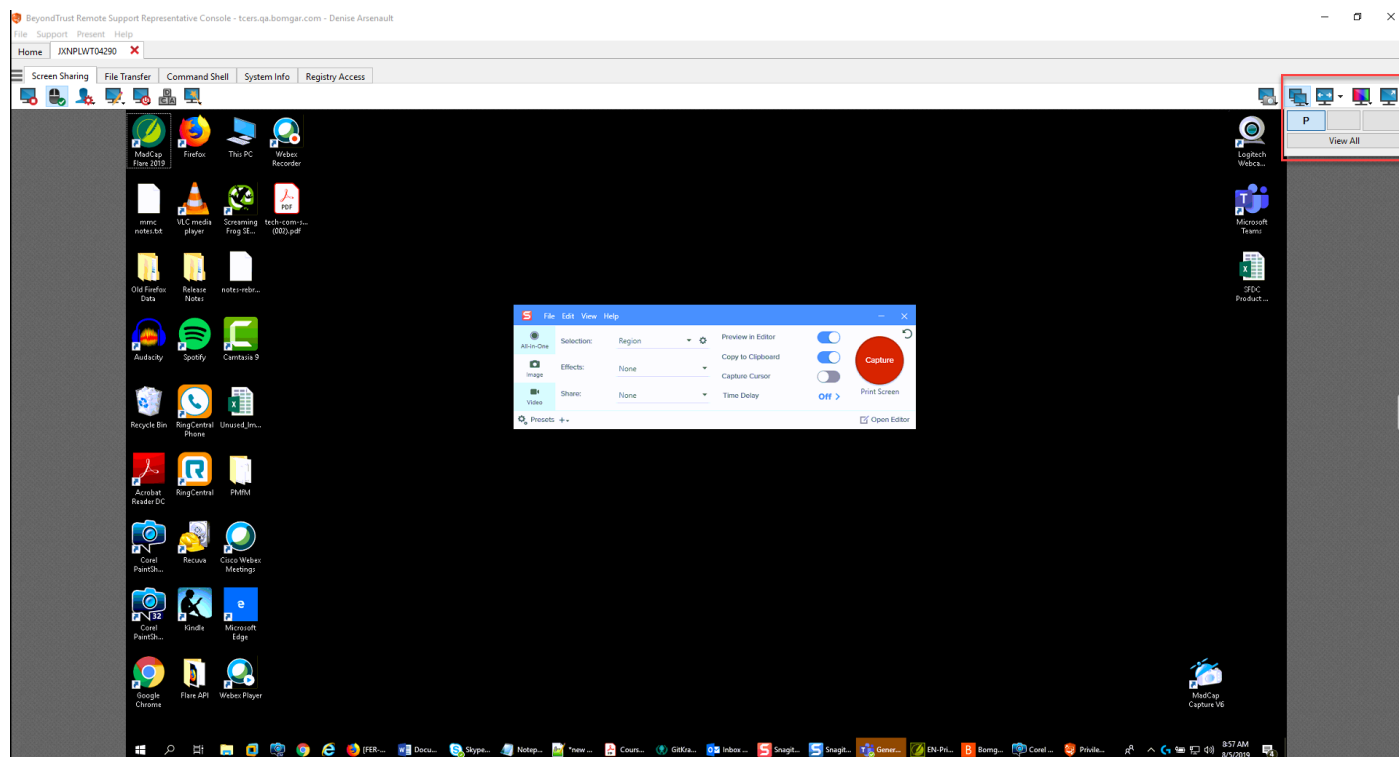 BeyondTrust Remote Support Representative Console - tcers.qa.bomgar.com - Denise Arsenault
File Support Present Help
Home JXNPLWT04290
Screen Sharing File Transfer Command Shell System Info Registry Access
P
View All
MadCap
Flare 2019
Firefox
This PC
Webex
Recorder
Logitech
Webca...
mmc
notes.txt
VLC media
player
Screaming
Frog SE...
PDF
tech-com-s...
(002).pdf
Microsoft
Teams
Old Firefox
Data
Release
Notes
notes-rebr...
SFDC
Product ...
File Edit View Help
All-in-One
Image
Video
Selection: Region
Effects: None
Share: None
Preview in Editor
Copy to Clipboard
Capture Cursor
Time Delay Off >
Capture
Print Screen
Presets
Open Editor
Audacity
Spotify
Camtasia 9
Recycle Bin
RingCentral
Phone
Unused_Im...
Acrobat
Reader DC
RingCentral
PMfM
Corel
PaintSh...
Recuva
Cisco Webex
Meetings
32
Corel
PaintSh...
Kindle
Microsoft
Edge
Google
Chrome
Flare API
Webex Player
MadCap
Capture V6
[FER-... Docu... Skype... Notep... *new ... Cours... GitKra... Inbox ... Snagit... Snagit... Gener... EN-Pri... Bomg... Corel ... Privile...
8:57 AM
8/5/2019